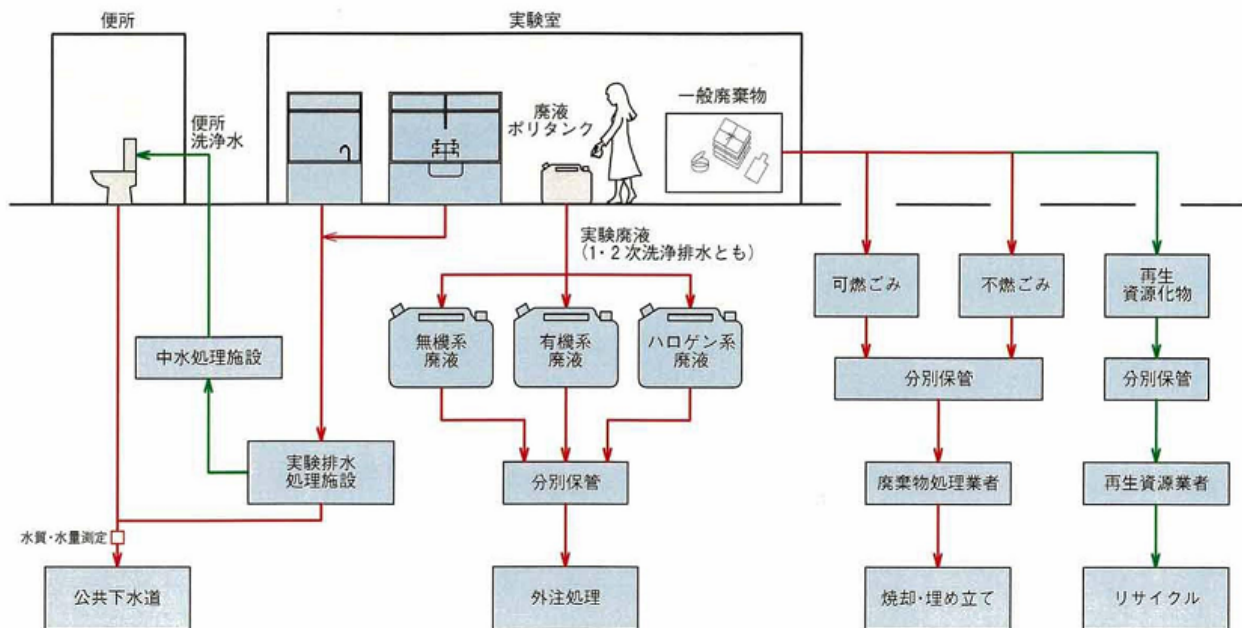 便所
実験室
便所
洗浄水
廃液
ポリタンク
一般廃棄物
実験廃液
(1・2次洗浄排水とも)
可燃ごみ
不燃ごみ
再生
資源化物
無機系
廃液
有機系
廃液
ハロゲン系
廃液
中水処理施設
分別保管
分別保管
実験排水
処理施設
分別保管
廃棄物処理業者
再生資源業者
水質・水量測定
公共下水道
外注処理
焼却・埋め立て
リサイクル